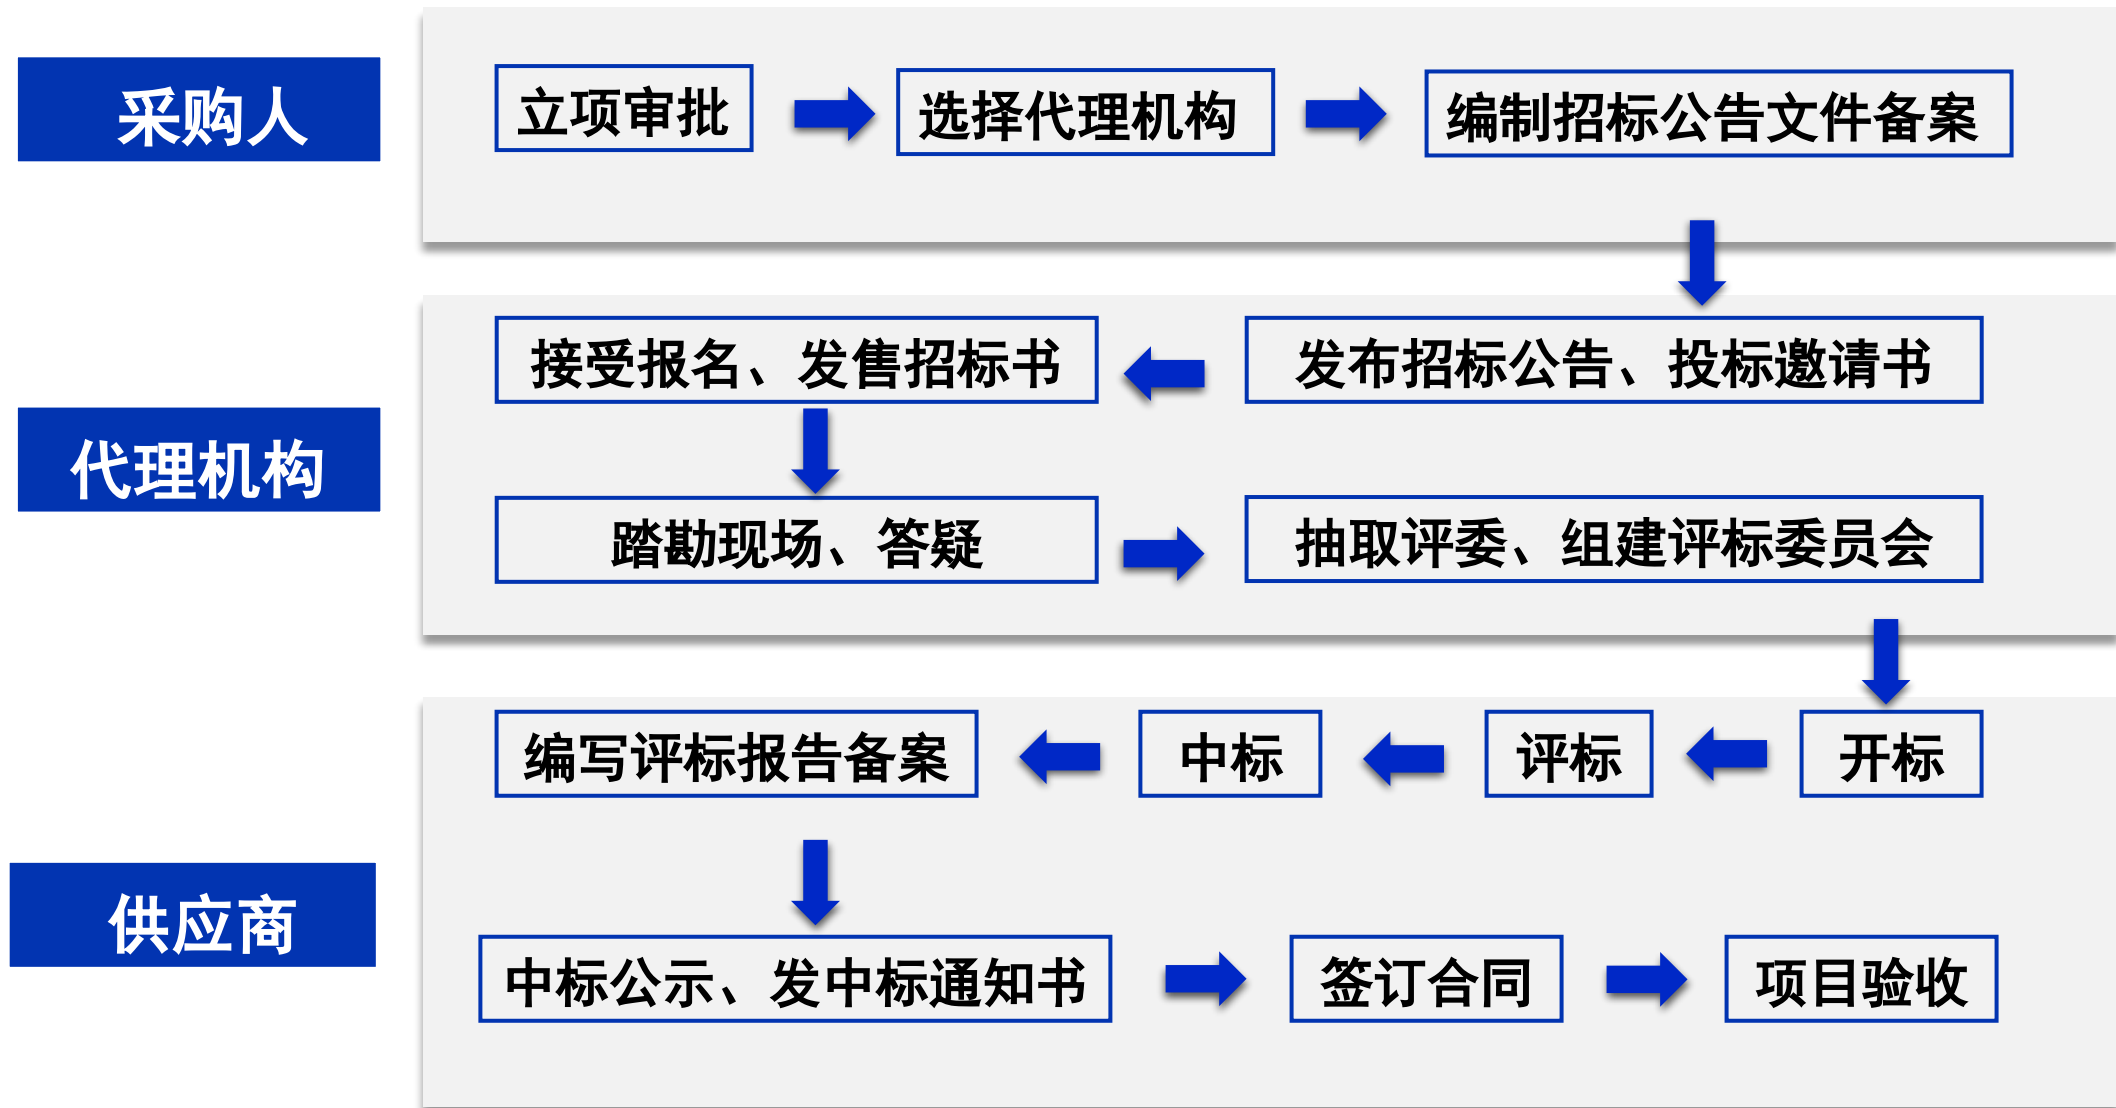 采购人
立项审批
选择代理机构
编制招标公告文件备案
代理机构
发布招标公告、投标邀请书
接受报名、发售招标书
踏勘现场、答疑
抽取评委、组建评标委员会
供应商
开标
评标
中标
编写评标报告备案
中标公示、发中标通知书
签订合同
项目验收